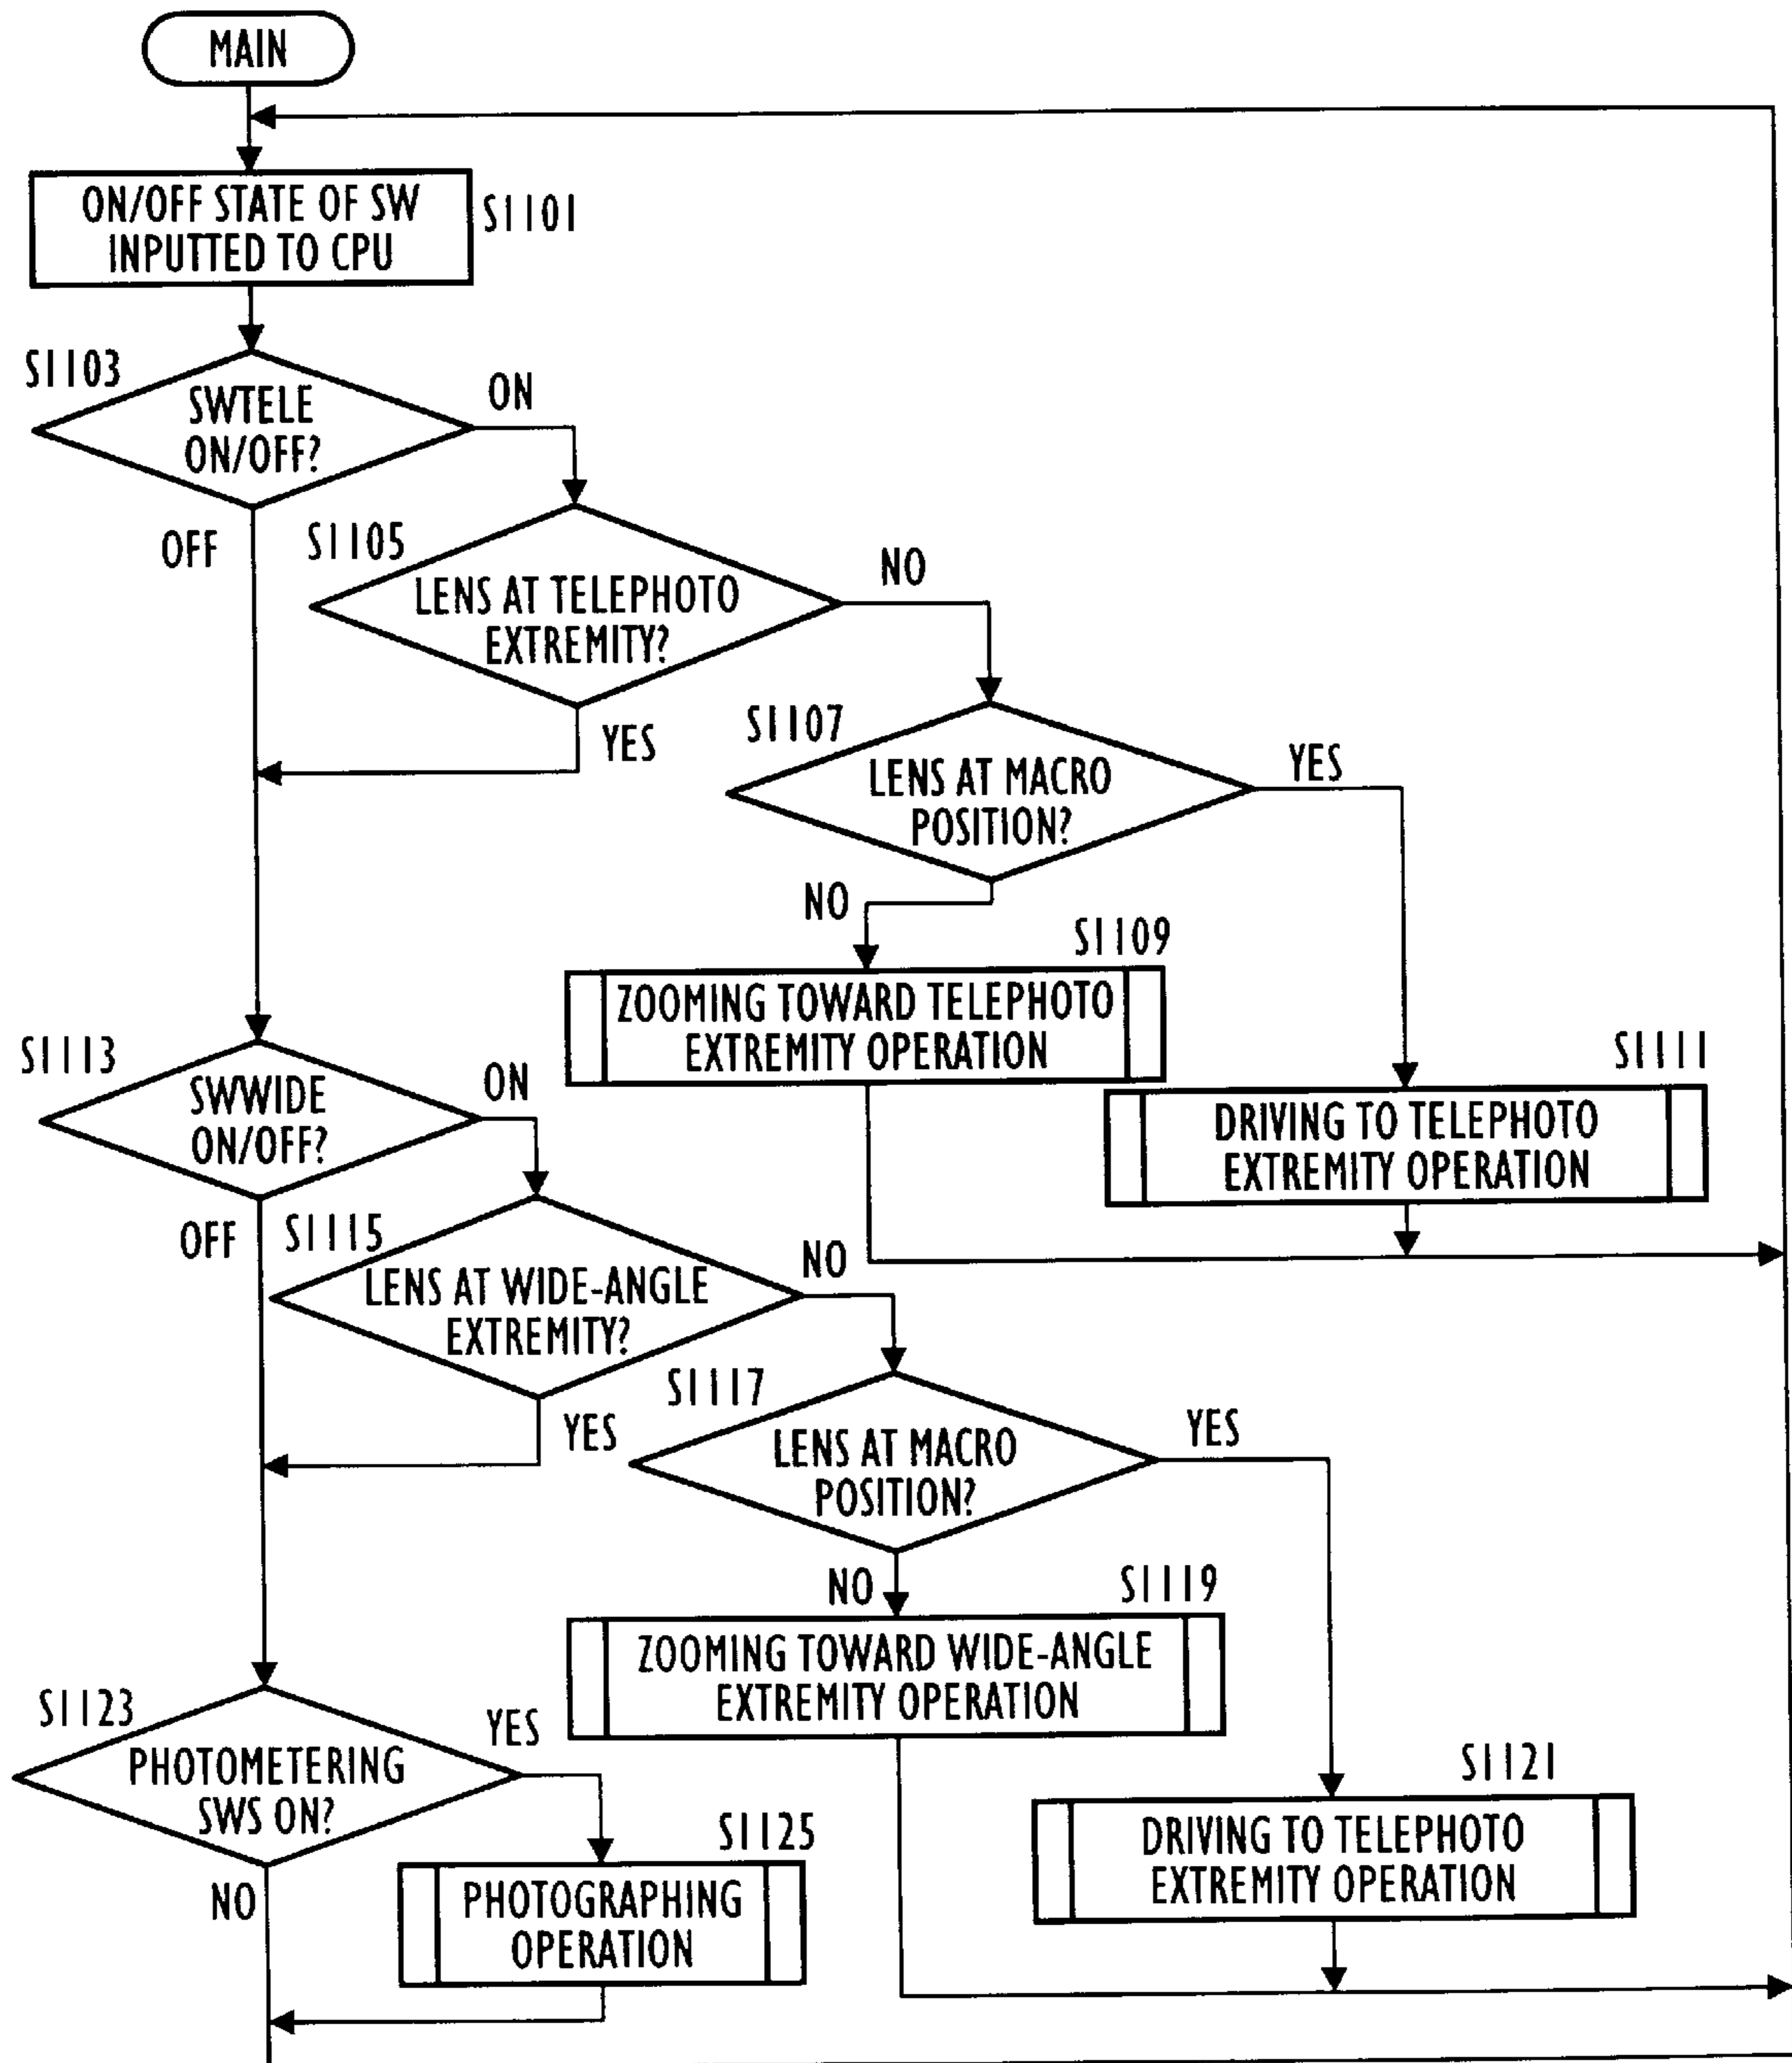 MAIN
ON/OFF STATE OF SW
INPUTTED TO CPU
S1101
S1103
SWTELE
ON/OFF?
ON
OFF
S1105
LENS AT TELEPHOTO
EXTREMITY?
NO
YES
S1107
LENS AT MACRO
POSITION?
YES
NO
S1109
ZOOMING TOWARD TELEPHOTO
EXTREMITY OPERATION
S1111
DRIVING TO TELEPHOTO
EXTREMITY OPERATION
S1113
SWWIDE
ON/OFF?
ON
OFF
S1115
LENS AT WIDE-ANGLE
EXTREMITY?
NO
YES
S1117
LENS AT MACRO
POSITION?
YES
NO
S1119
ZOOMING TOWARD WIDE-ANGLE
EXTREMITY OPERATION
S1121
DRIVING TO TELEPHOTO
EXTREMITY OPERATION
S1123
PHOTOMETERING
SWS ON?
YES
NO
S1125
PHOTOGRAPHING
OPERATION